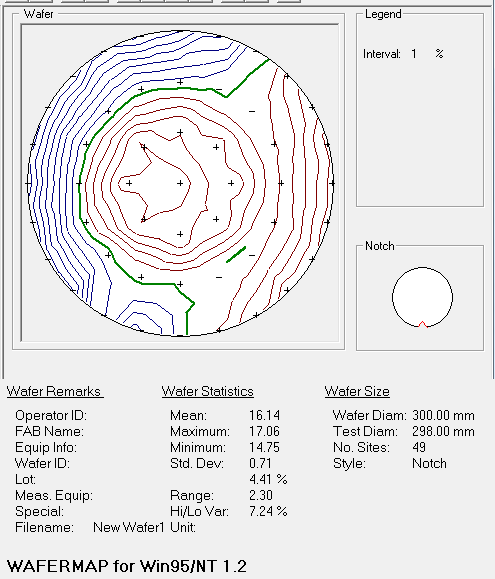 Wafer
Legend
Interval: 1 %
Notch
Wafer Remarks
Operator ID:
FAB Name:
Equip Info:
Wafer ID:
Lot:
Meas. Equip:
Special:
Filename: New Wafer1
Wafer Statistics
Mean: 16.14
Maximum: 17.06
Minimum: 14.75
Std. Dev: 0.71
4.41 %
Range: 2.30
Hi/Lo Var: 7.24 %
Unit:
Wafer Size
Wafer Diam: 300.00 mm
Test Diam: 298.00 mm
No. Sites: 49
Style: Notch
WAFERMAP for Win95/NT 1.2